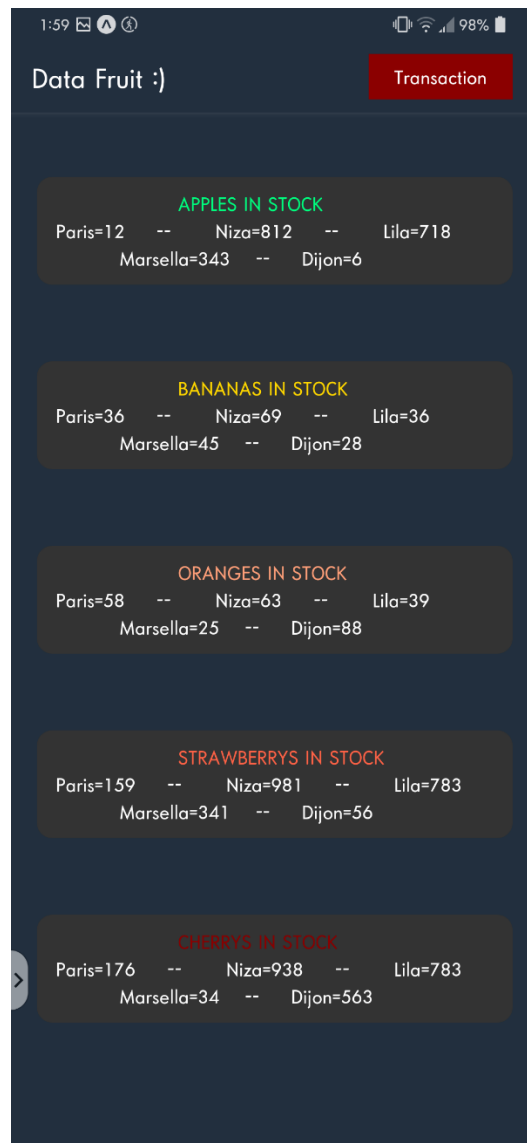 1:59 98%
Data Fruit :) Transaction
APPLES IN STOCK
Paris=12 -- Niza=812 -- Lila=718
Marsella=343 -- Dijon=6
BANANAS IN STOCK
Paris=36 -- Niza=69 -- Lila=36
Marsella=45 -- Dijon=28
ORANGES IN STOCK
Paris=58 -- Niza=63 -- Lila=39
Marsella=25 -- Dijon=88
STRAWBERRYS IN STOCK
Paris=159 -- Niza=981 -- Lila=783
Marsella=341 -- Dijon=56
CHERRYS IN STOCK
Paris=176 -- Niza=938 -- Lila=783
Marsella=34 -- Dijon=563